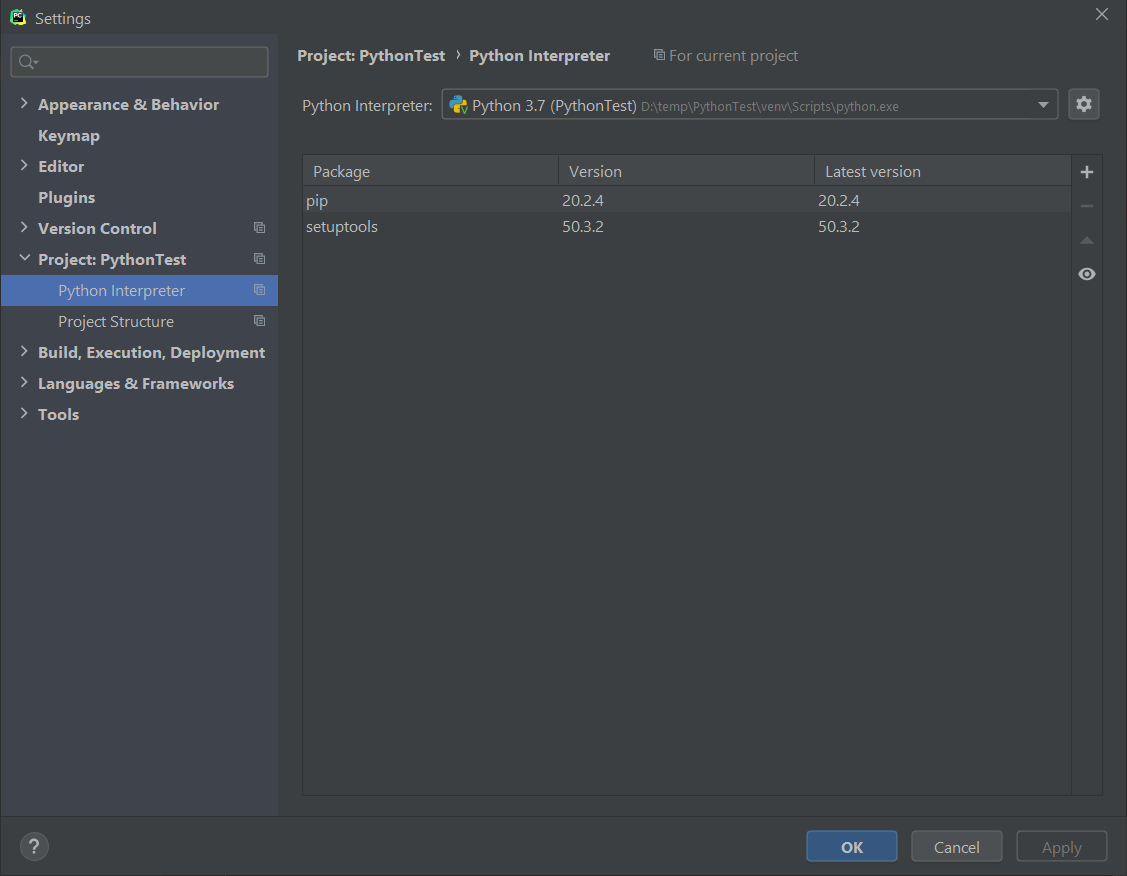 Settings
Appearance & Behavior
Keymap
Editor
Plugins
Version Control
Project: PythonTest
Python Interpreter
Project Structure
Build, Execution, Deployment
Languages & Frameworks
Tools
Project: PythonTest › Python Interpreter For current project
Python Interpreter: Python 3.7 (PythonTest) D:\temp\PythonTest\venv\Scripts\python.exe
Package Version Latest version
pip 20.2.4 20.2.4
setuptools 50.3.2 50.3.2
? OK Cancel Apply